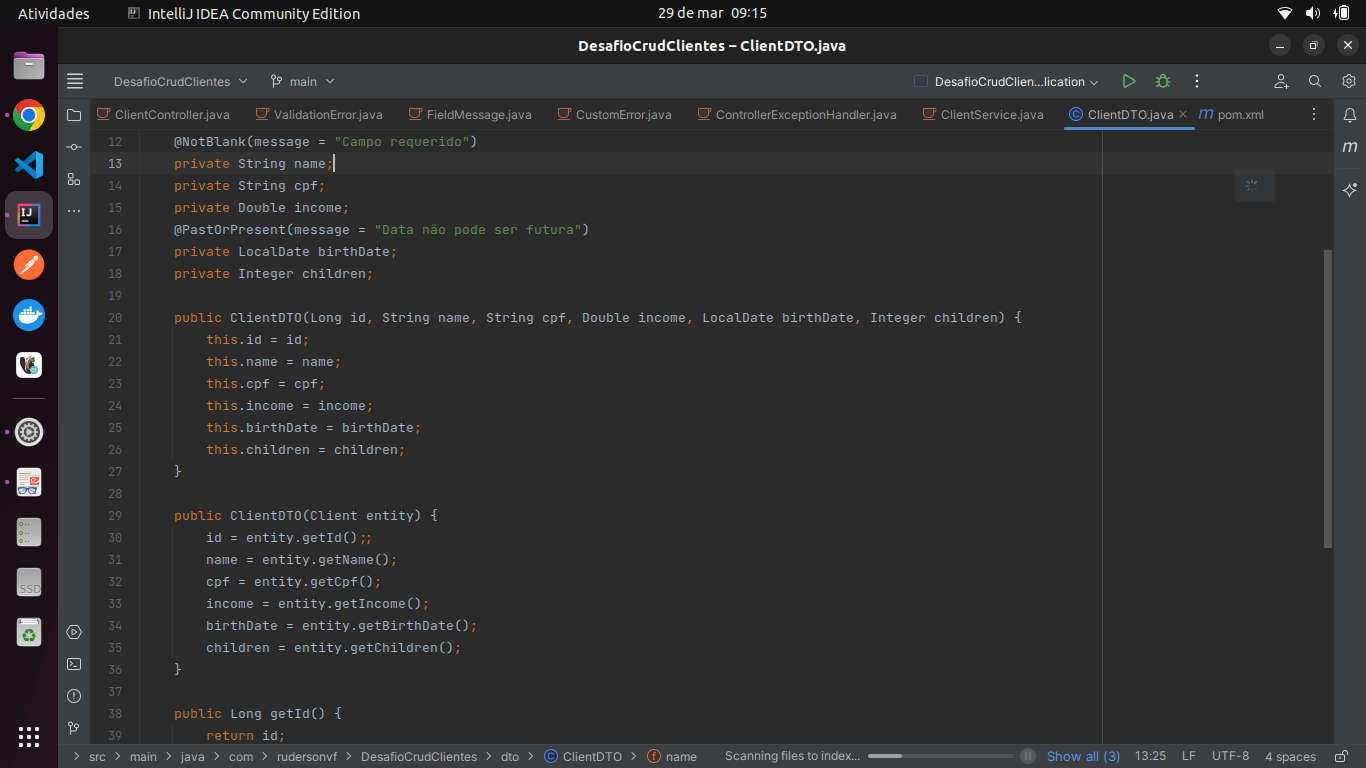 Atividades IntelliJ IDEA Community Edition 29 de mar 09:15
DesafioCrudClientes – ClientDTO.java
DesafioCrudClientes main DesafioCrudClien...lication
ClientController.java ValidationError.java FieldMessage.java CustomError.java ControllerExceptionHandler.java ClientService.java ClientDTO.java m pom.xml
12 @NotBlank(message = "Campo requerido")
13 private String name;
14 private String cpf;
15 private Double income;
16 @PastOrPresent(message = "Data não pode ser futura")
17 private LocalDate birthDate;
18 private Integer children;
19
20 public ClientDTO(Long id, String name, String cpf, Double income, LocalDate birthDate, Integer children) {
21 this.id = id;
22 this.name = name;
23 this.cpf = cpf;
24 this.income = income;
25 this.birthDate = birthDate;
26 this.children = children;
27 }
28
29 public ClientDTO(Client entity) {
30 id = entity.getId();;
31 name = entity.getName();
32 cpf = entity.getCpf();
33 income = entity.getIncome();
34 birthDate = entity.getBirthDate();
35 children = entity.getChildren();
36 }
37
38 public Long getId() {
39 return id;
src main java com rudersonvf DesafioCrudClientes dto ClientDTO name Scanning files to index... Show all (3) 13:25 LF UTF-8 4 spaces
IJ
SSD
m